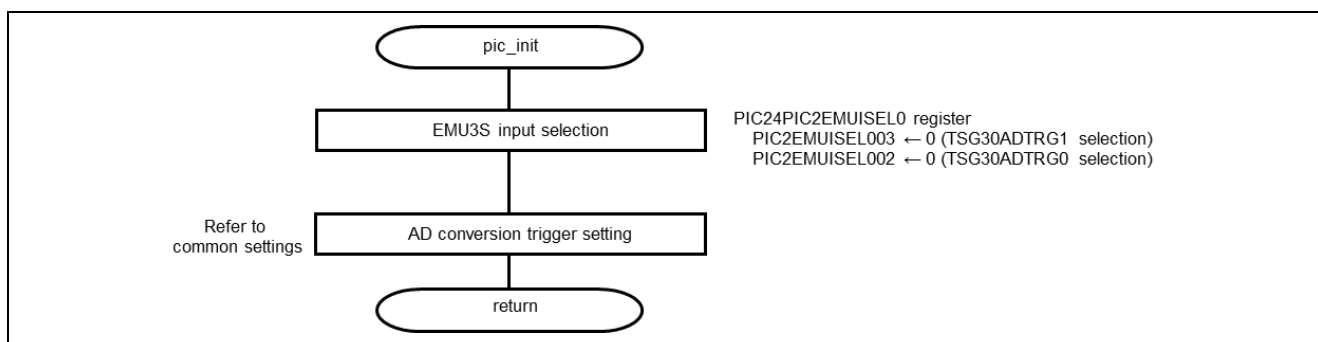 pic_init
EMU3S input selection
PIC24PIC2EMUISEL0 register
PIC2EMUISEL003 ← 0 (TSG30ADTRG1 selection)
PIC2EMUISEL002 ← 0 (TSG30ADTRG0 selection)
Refer to
common settings
AD conversion trigger setting
return